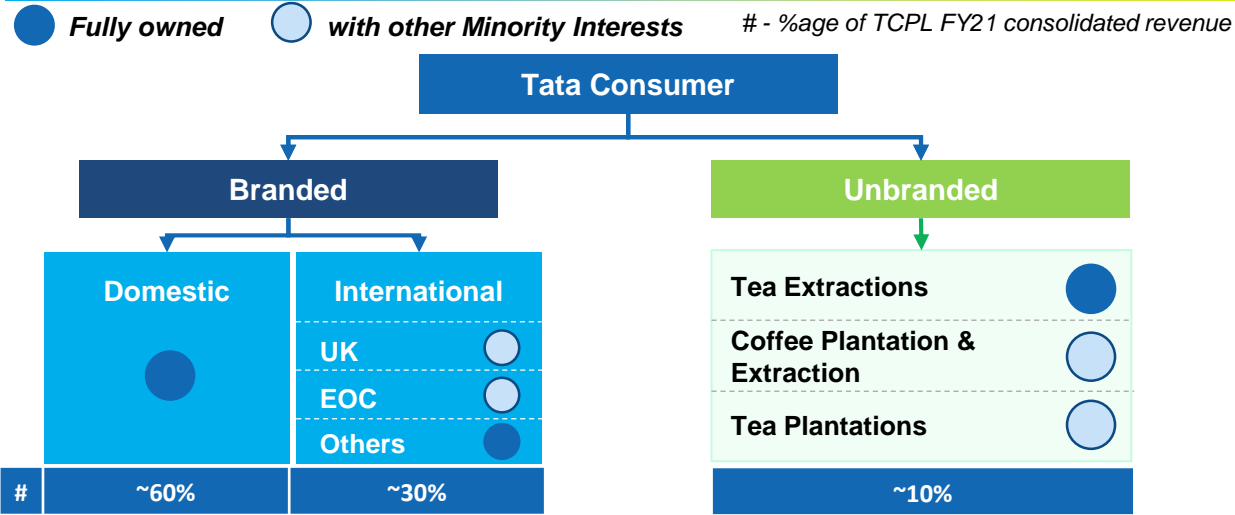 Fully owned
with other Minority Interests
# - %age of TCPL FY21 consolidated revenue
Tata Consumer
Branded
Unbranded
Domestic
International
UK
EOC
Others
Tea Extractions
Coffee Plantation &
Extraction
Tea Plantations
#
~60%
~30%
~10%